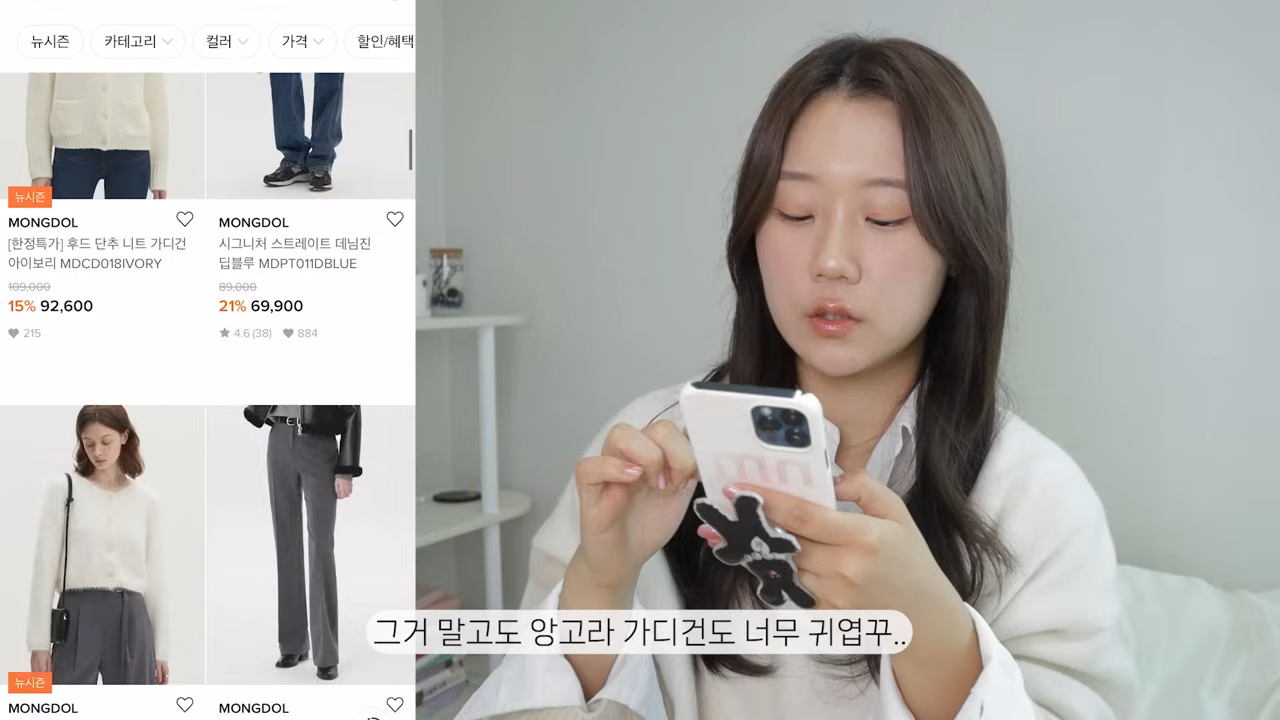 뉴시즌 카테고리 컬러 가격 할인/혜택
뉴시즌
MONGDOL
[한정특가] 후드 단추 니트 가디건
아이보리 MDCD018IVORY
109,000
15% 92,600
215
MONGDOL
시그니처 스트레이트 데님진
딥블루 MDPT011DBLUE
89,000
21% 69,900
4.6 (38) 884
뉴시즌
MONGDOL
MONGDOL
그거 말고도 앙고라 가디건도 너무 귀엽꾸..